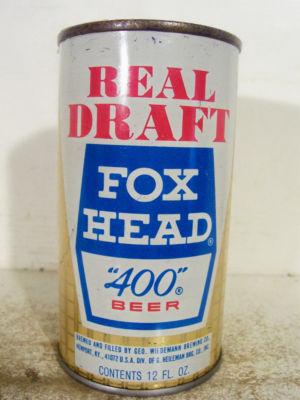 REAL
DRAFT
FOX
HEAD®
"400"®
BEER
BREWED AND FILLED BY GEO. WIEDEMANN BREWING CO.
NEWPORT, KY., 41072 U.S.A. DIV. OF G. HEILEMAN BRG. CO., INC.
CONTENTS 12 FL. OZ.